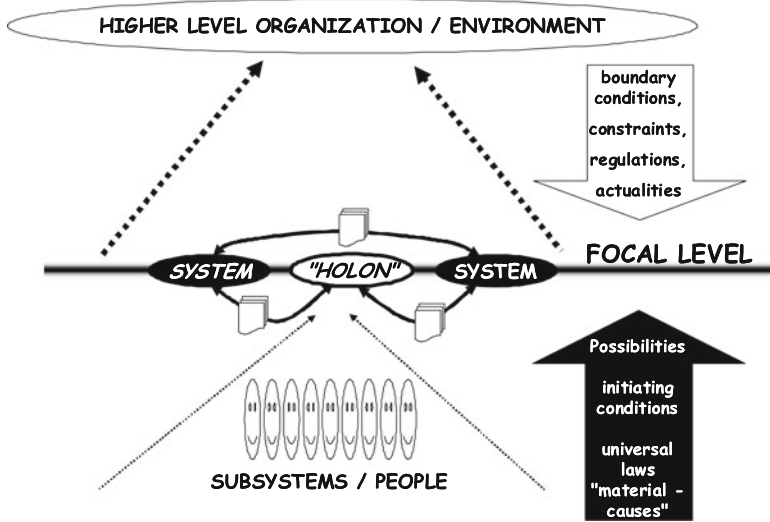 HIGHER LEVEL ORGANIZATION / ENVIRONMENT
boundary
conditions,
constraints,
regulations,
actualities
FOCAL LEVEL
SYSTEM
"HOLON"
SYSTEM
Possibilities
initiating
conditions
universal
laws
"material -
causes"
SUBSYSTEMS / PEOPLE